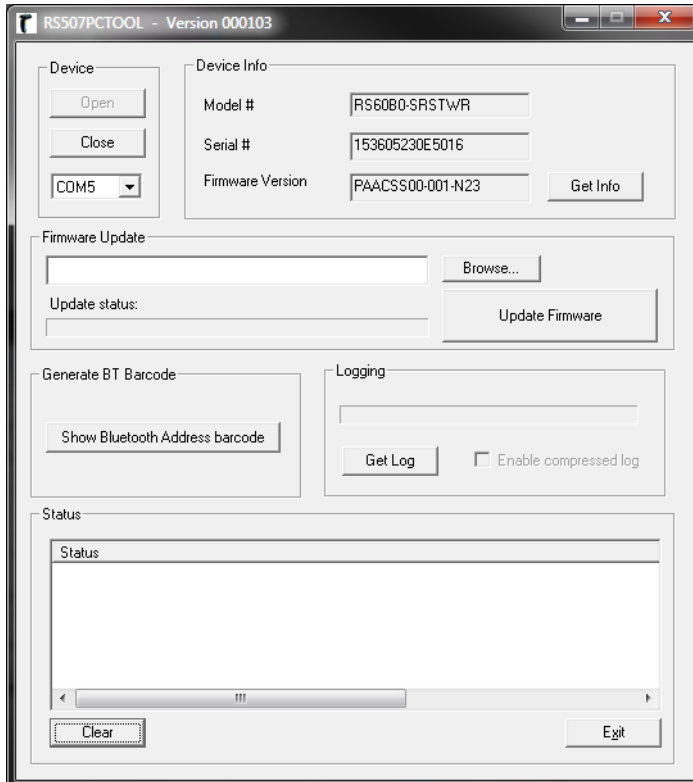 RS507PCTOOL - Version 000103
Device
Open
Close
COM5
Device Info
Model #
RS60B0-SRSTWR
Serial #
153605230E5016
Firmware Version
PAACSS00-001-N23
Get Info
Firmware Update
Browse...
Update status:
Update Firmware
Generate BT Barcode
Show Bluetooth Address barcode
Logging
Get Log
Enable compressed log
Status
Status
Clear
Exit